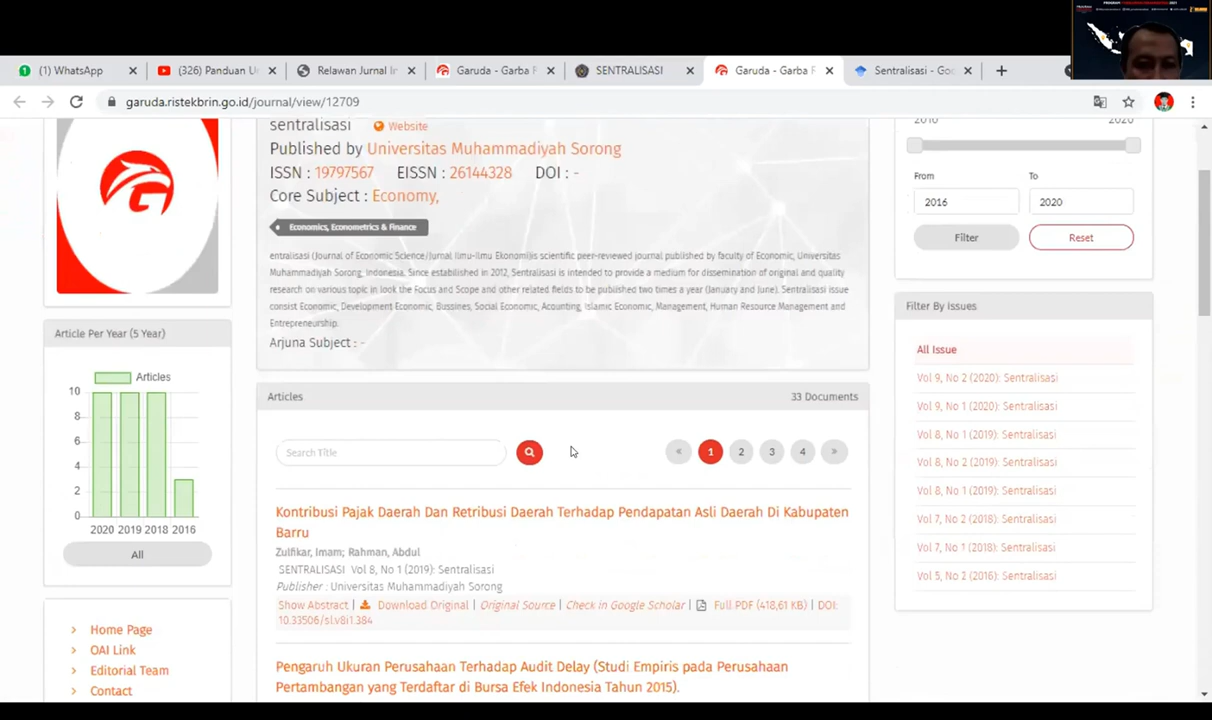 (1) WhatsApp
(326) Panduan U
Relawan Jurnal In
Garuda - Garba F
SENTRALISASI
Garuda - Garba F
Sentralisasi - Goo
garuda.ristekbrin.go.id/journal/view/12709
sentralisasi Website
Published by Universitas Muhammadiyah Sorong
ISSN : 19797567 EISSN : 26144328 DOI : -
Core Subject : Economy,
Economics, Econometrics & Finance
entralisasi (Journal of Economic Science/Jurnal Ilmu-Ilmu Ekonomi)is scientific peer-reviewed journal published by faculty of Economic, Universitas
Muhammadiyah Sorong, Indonesia. Since established in 2012, Sentralisasi is intended to provide a medium for dissemination of original and quality
research on various topic in look the Focus and Scope and other related fields to be published two times a year (January and June). Sentralisasi issue
consist Economic, Development Economic, Bussines, Social Economic, Acounting, Islamic Economic, Management, Human Resource Management and
Entrepreneurship.
Arjuna Subject : -
Article Per Year (5 Year)
Articles
10
8
6
4
2
0
2020 2019 2018 2016
All
Home Page
OAI Link
Editorial Team
Contact
Articles 33 Documents
Search Title
« 1 2 3 4 »
Kontribusi Pajak Daerah Dan Retribusi Daerah Terhadap Pendapatan Asli Daerah Di Kabupaten
Barru
Zulfikar, Imam; Rahman, Abdul
SENTRALISASI Vol 8, No 1 (2019): Sentralisasi
Publisher : Universitas Muhammadiyah Sorong
Show Abstract | Download Original | Original Source | Check in Google Scholar | Full PDF (418,61 KB) | DOI:
10.33506/sl.v8i1.384
Pengaruh Ukuran Perusahaan Terhadap Audit Delay (Studi Empiris pada Perusahaan
Pertambangan yang Terdaftar di Bursa Efek Indonesia Tahun 2015).
2010 2020
From To
2016 2020
Filter Reset
Filter By Issues
All Issue
Vol 9, No 2 (2020): Sentralisasi
Vol 9, No 1 (2020): Sentralisasi
Vol 8, No 1 (2019): Sentralisasi
Vol 8, No 2 (2019): Sentralisasi
Vol 8, No 1 (2019): Sentralisasi
Vol 7, No 2 (2018): Sentralisasi
Vol 7, No 1 (2018): Sentralisasi
Vol 5, No 2 (2016): Sentralisasi